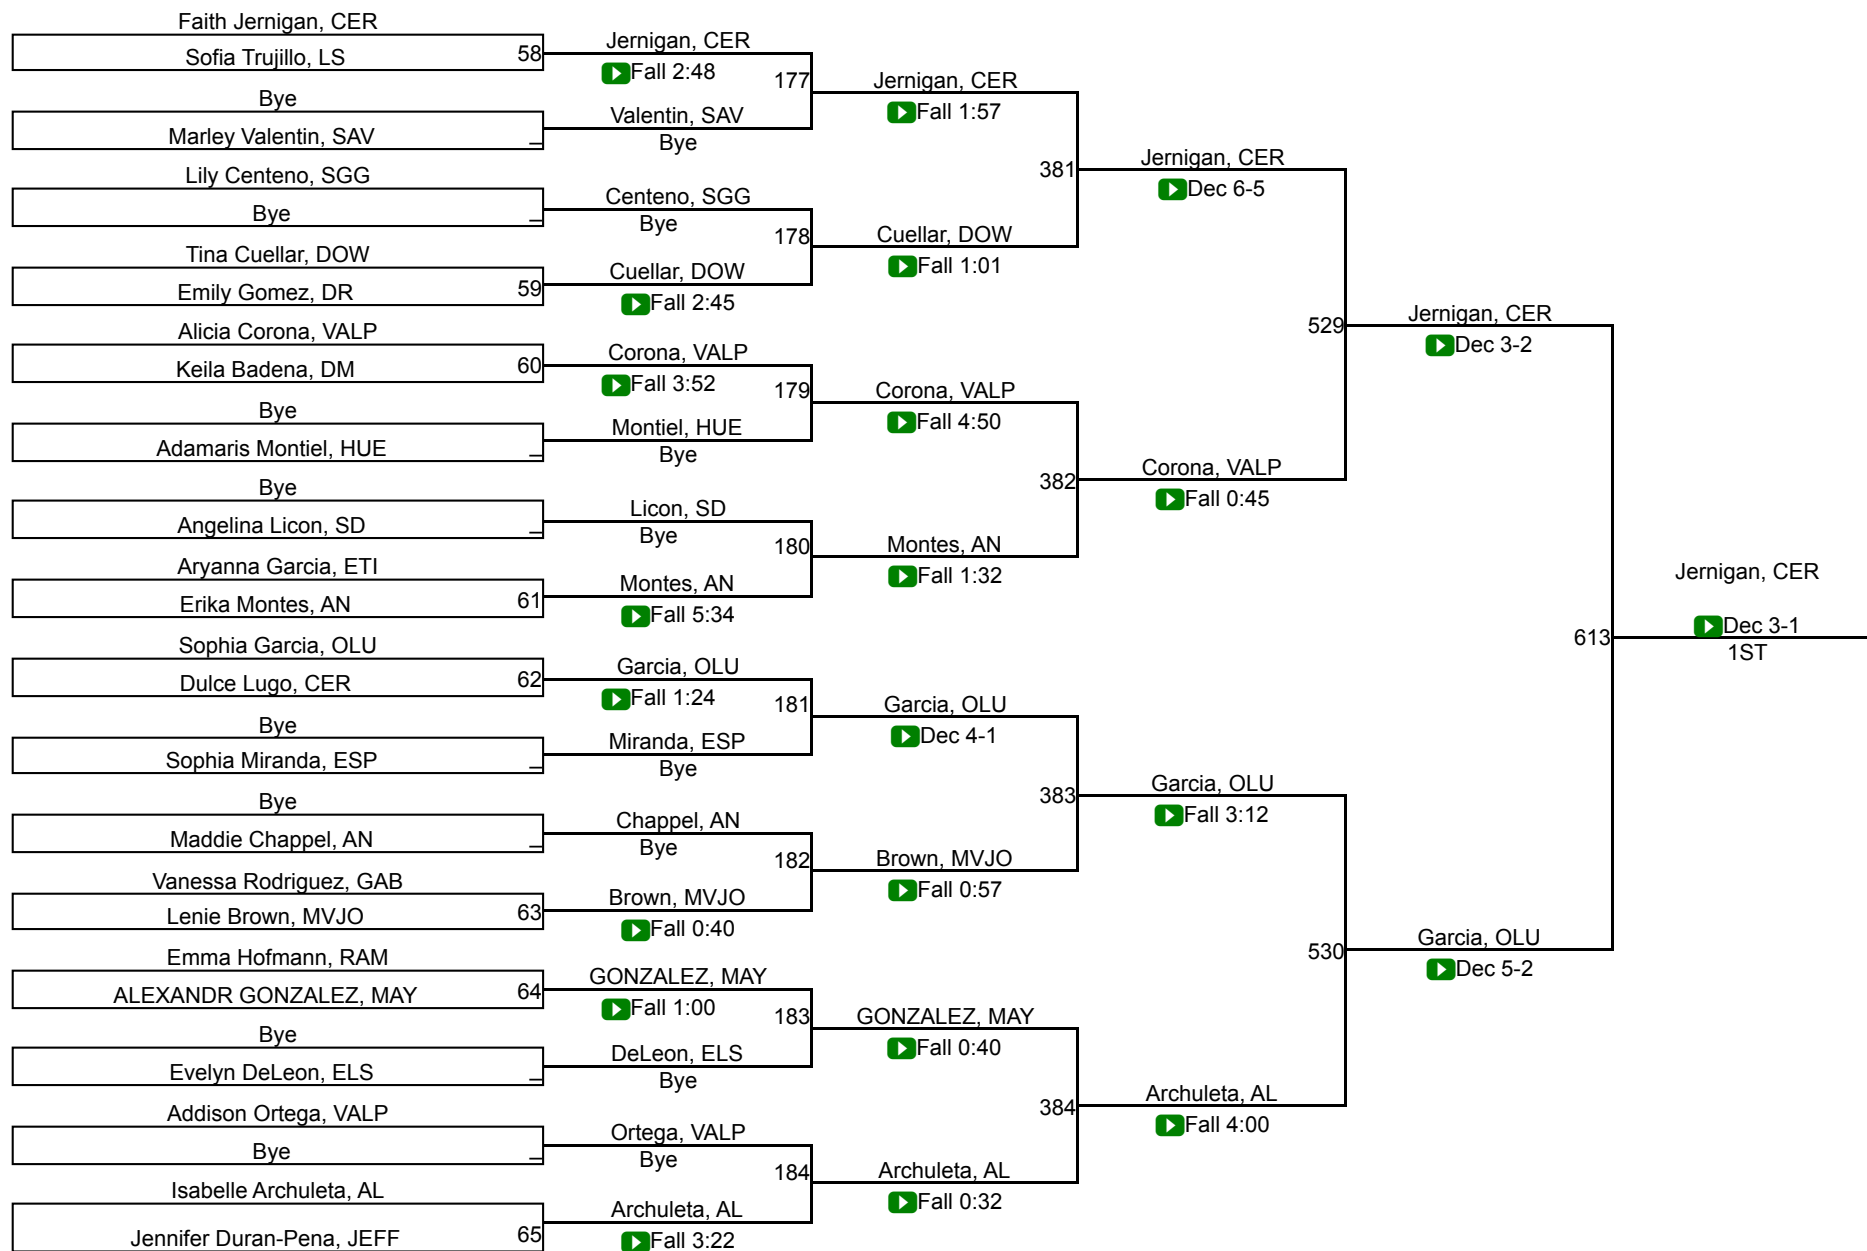 Faith Jernigan, CER
Sofia Trujillo, LS 58
Bye
Marley Valentin, SAV _
Lily Centeno, SGG
Bye _
Tina Cuellar, DOW
Emily Gomez, DR 59
Alicia Corona, VALP
Keila Badena, DM 60
Bye
Adamaris Montiel, HUE _
Bye
Angelina Licon, SD _
Aryanna Garcia, ETI
Erika Montes, AN 61
Sophia Garcia, OLU
Dulce Lugo, CER 62
Bye
Sophia Miranda, ESP _
Bye
Maddie Chappel, AN _
Vanessa Rodriguez, GAB
Lenie Brown, MVJO 63
Emma Hofmann, RAM
ALEXANDR GONZALEZ, MAY 64
Bye
Evelyn DeLeon, ELS _
Addison Ortega, VALP
Bye _
Isabelle Archuleta, AL
Jennifer Duran-Pena, JEFF 65
Jernigan, CER
Fall 2:48
177
Valentin, SAV
Bye
Centeno, SGG
Bye
178
Cuellar, DOW
Fall 2:45
Corona, VALP
Fall 3:52
179
Montiel, HUE
Bye
Licon, SD
Bye
180
Montes, AN
Fall 5:34
Garcia, OLU
Fall 1:24
181
Miranda, ESP
Bye
Chappel, AN
Bye
182
Brown, MVJO
Fall 0:40
GONZALEZ, MAY
Fall 1:00
183
DeLeon, ELS
Bye
Ortega, VALP
Bye
184
Archuleta, AL
Fall 3:22
Jernigan, CER
Fall 1:57
381
Cuellar, DOW
Fall 1:01
Corona, VALP
Fall 4:50
382
Montes, AN
Fall 1:32
Garcia, OLU
Dec 4-1
383
Brown, MVJO
Fall 0:57
GONZALEZ, MAY
Fall 0:40
384
Archuleta, AL
Fall 0:32
Jernigan, CER
Dec 6-5
529
Corona, VALP
Fall 0:45
Garcia, OLU
Fall 3:12
530
Archuleta, AL
Fall 4:00
Jernigan, CER
Dec 3-2
613
Garcia, OLU
Dec 5-2
Jernigan, CER
Dec 3-1
1ST